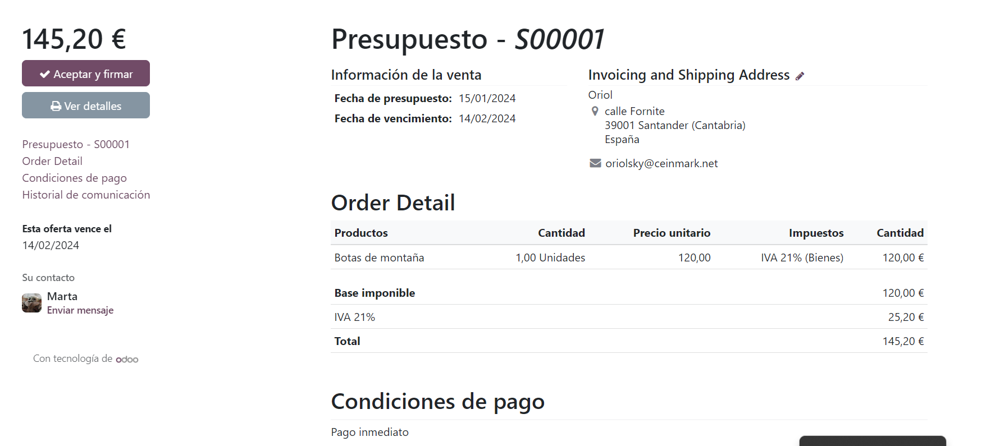 145,20 €
Aceptar y firmar
Ver detalles
Presupuesto - S00001
Order Detail
Condiciones de pago
Historial de comunicación
Esta oferta vence el
14/02/2024
Su contacto
Marta
Enviar mensaje
Con tecnología de odoo
Presupuesto - S00001
Información de la venta
Fecha de presupuesto: 15/01/2024
Fecha de vencimiento: 14/02/2024
Invoicing and Shipping Address
Oriol
calle Fornite
39001 Santander (Cantabria)
España
oriolsky@ceinmark.net
Order Detail
Productos Cantidad Precio unitario Impuestos Cantidad
Botas de montaña 1,00 Unidades 120,00 IVA 21% (Bienes) 120,00 €
Base imponible 120,00 €
IVA 21% 25,20 €
Total 145,20 €
Condiciones de pago
Pago inmediato